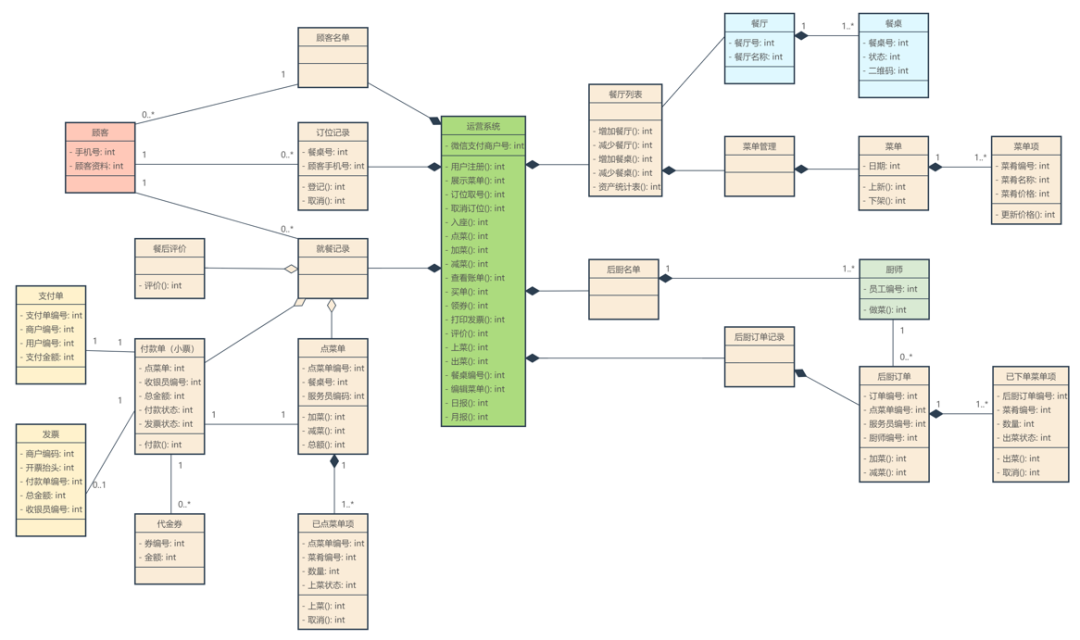 顾客名单
1
0..*
顾客
- 手机号: int
- 顾客资料: int
1
0..*
1
0..*
订位记录
- 餐桌号: int
- 顾客手机号: int
- 登记(): int
- 取消(): int
就餐记录
餐后评价
- 评价(): int
支付单
- 支付单编号: int
- 商户编号: int
- 用户编号: int
- 支付金额: int
1
1
付款单（小票）
- 点菜单: int
- 收银员编号: int
- 总金额: int
- 付款状态: int
- 发票状态: int
- 付款(): int
1
0..1
发票
- 商户编码: int
- 开票抬头: int
- 付款单编号: int
- 总金额: int
- 收银员编号: int
1
0..*
代金券
- 券编号: int
- 金额: int
1
1
点菜单
- 点菜单编号: int
- 餐桌号: int
- 服务员编码: int
- 加菜(): int
- 减菜(): int
- 总额(): int
1
1..*
已点菜单项
- 点菜单编号: int
- 菜肴编号: int
- 数量: int
- 上菜状态: int
- 上菜(): int
- 取消(): int
运营系统
- 微信支付商户号: int
- 用户注册(): int
- 展示菜单(): int
- 订位取号(): int
- 取消订位(): int
- 入座(): int
- 点菜(): int
- 加菜(): int
- 减菜(): int
- 查看账单(): int
- 买单(): int
- 领券(): int
- 打印发票(): int
- 评价(): int
- 上菜(): int
- 出菜(): int
- 餐桌编号(): int
- 编辑菜单(): int
- 日报(): int
- 月报(): int
餐厅列表
- 增加餐厅(): int
- 减少餐厅(): int
- 增加餐桌(): int
- 减少餐桌(): int
- 资产统计表(): int
餐厅
- 餐厅号: int
- 餐厅名称: int
1
1..*
餐桌
- 餐桌号: int
- 状态: int
- 二维码: int
菜单管理
菜单
- 日期: int
- 上新(): int
- 下架(): int
1
1..*
菜单项
- 菜肴编号: int
- 菜肴名称: int
- 菜肴价格: int
- 更新价格(): int
后厨名单
1
1..*
厨师
- 员工编号: int
- 做菜(): int
1
0..*
后厨订单记录
后厨订单
- 订单编号: int
- 点菜单编号: int
- 服务员编号: int
- 厨师编号: int
- 加菜(): int
- 减菜(): int
1
1..*
已下单菜单项
- 后厨订单编号: int
- 菜肴编号: int
- 数量: int
- 出菜状态: int
- 出菜(): int
- 取消(): int